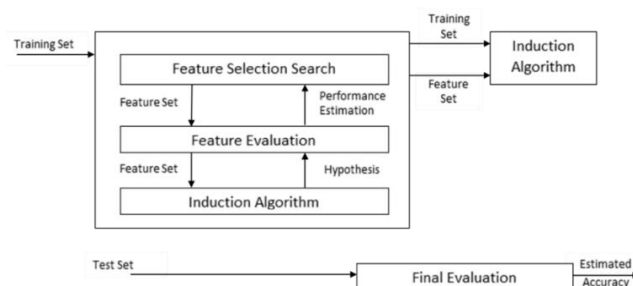 Training Set
Feature Selection Search
Feature Set
Performance
Estimation
Feature Evaluation
Feature Set
Hypothesis
Induction Algorithm
Training
Set
Feature
Set
Induction
Algorithm
Test Set
Final Evaluation
Estimated
Accuracy